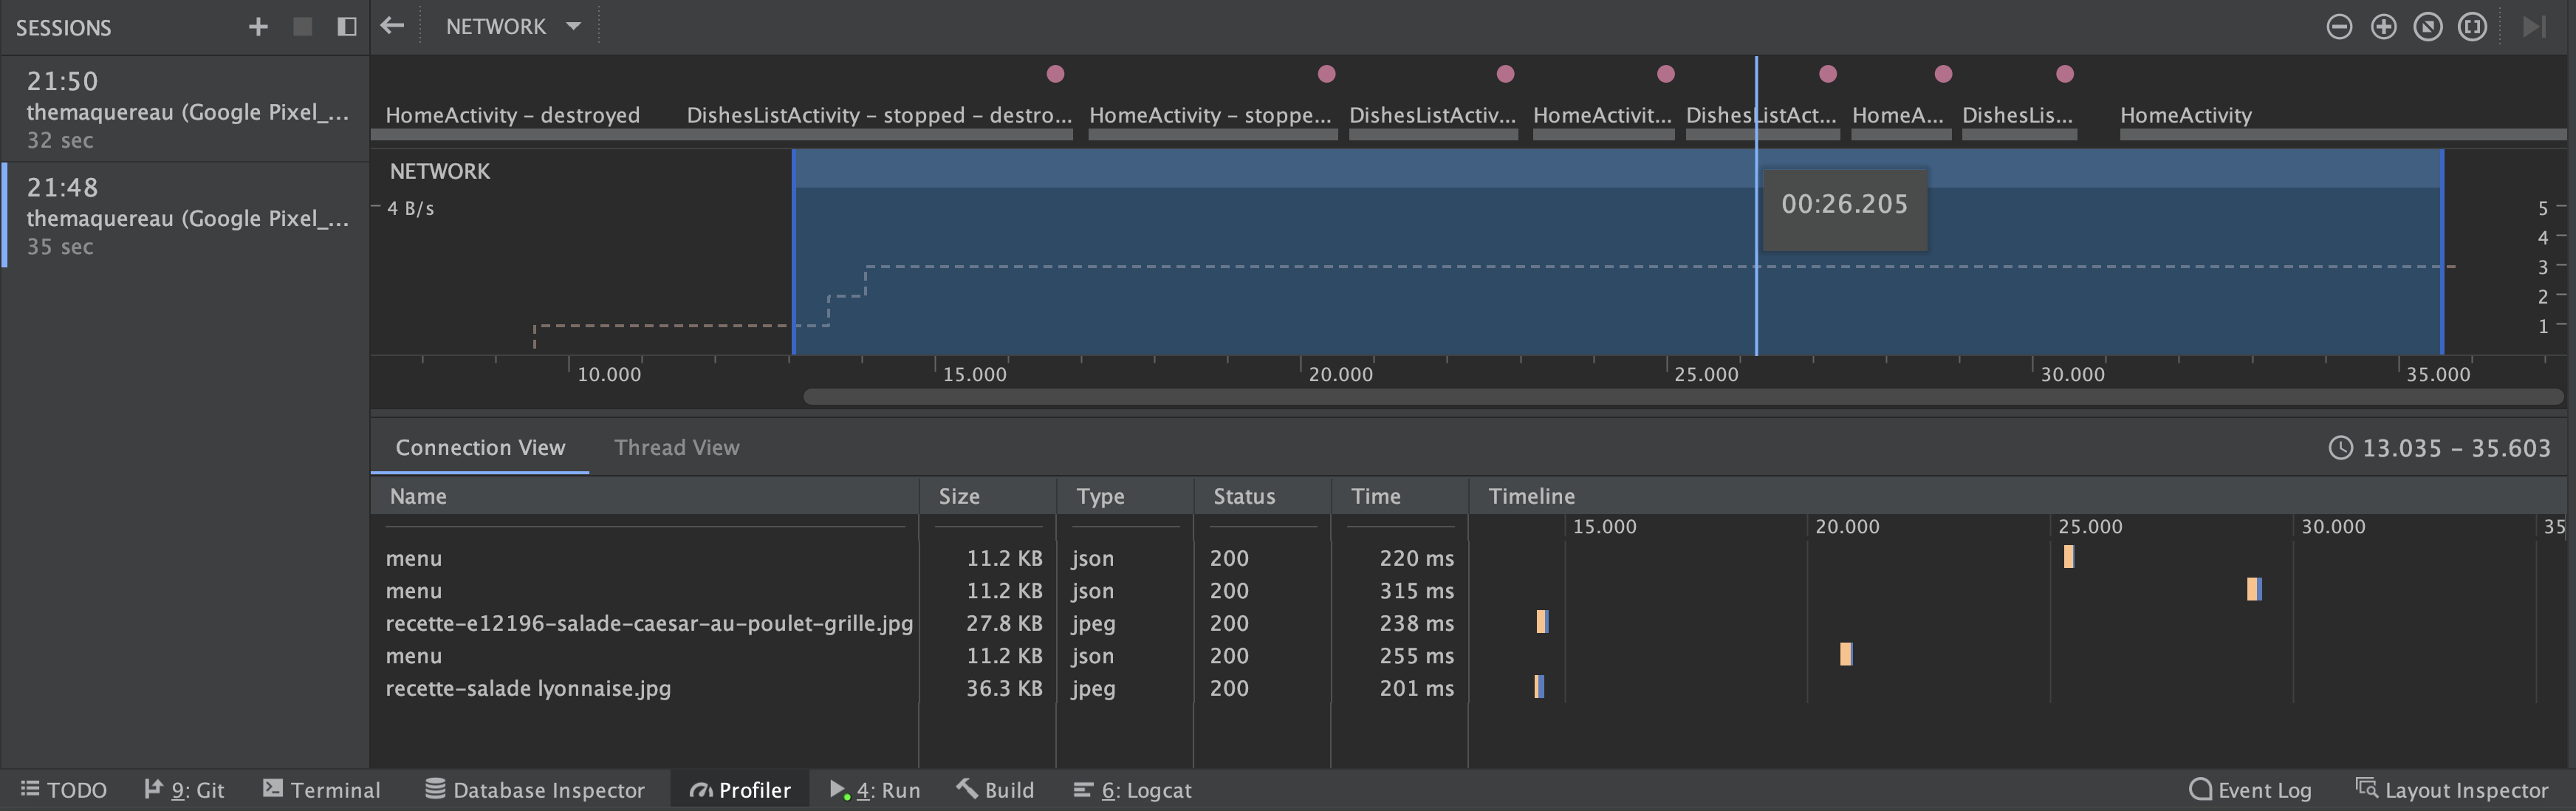 SESSIONS
NETWORK
21:50
themaquereau (Google Pixel_...
32 sec
21:48
themaquereau (Google Pixel_...
35 sec
HomeActivity – destroyed
DishesListActivity – stopped – destro...
HomeActivity – stoppe...
DishesListActiv...
HomeActivit...
DishesListAct...
HomeA...
DishesLis...
HomeActivity
NETWORK
4 B/s
00:26.205
5
4
3
2
1
10.000 15.000 20.000 25.000 30.000 35.000
Connection View Thread View 13.035 – 35.603
Name Size Type Status Time Timeline
15.000 20.000 25.000 30.000 35
menu 11.2 KB json 200 220 ms
menu 11.2 KB json 200 315 ms
recette-e12196-salade-caesar-au-poulet-grille.jpg 27.8 KB jpeg 200 238 ms
menu 11.2 KB json 200 255 ms
recette-salade lyonnaise.jpg 36.3 KB jpeg 200 201 ms
TODO 9: Git Terminal Database Inspector Profiler 4: Run Build 6: Logcat Event Log Layout Inspector